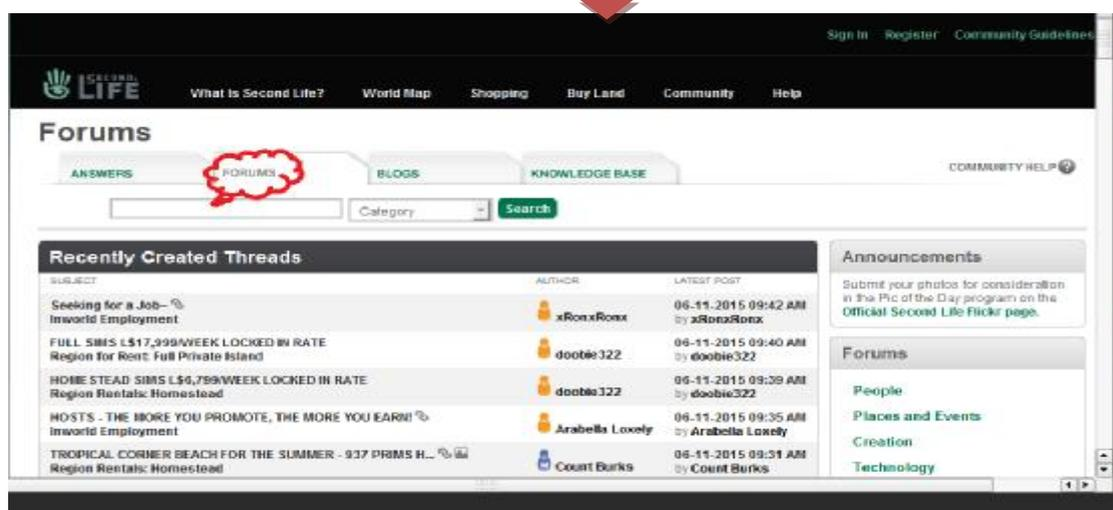 Sign In Register Community Guidelines
SECOND LIFE What Is Second Life? World Map Shopping Buy Land Community Help
Forums
ANSWERS FORUMS BLOGS KNOWLEDGE BASE COMMUNITY HELP ?
Category Search
Recently Created Threads
SUBJECT AUTHOR LATEST POST
Seeking for a Job~
Inworld Employment
xRonxRonx
06-11-2015 09:42 AM
by xRonxRonx
FULL SIMS L$17,999/WEEK LOCKED IN RATE
Region for Rent: Full Private Island
doobie322
06-11-2015 09:40 AM
by doobie322
HOMESTEAD SIMS L$6,799/WEEK LOCKED IN RATE
Region Rentals: Homestead
doobie322
06-11-2015 09:39 AM
by doobie322
HOSTS - THE MORE YOU PROMOTE, THE MORE YOU EARN!
Inworld Employment
Arabella Loxely
06-11-2015 09:35 AM
by Arabella Loxely
TROPICAL CORNER BEACH FOR THE SUMMER - 937 PRIMS H...
Region Rentals: Homestead
Count Burks
06-11-2015 09:31 AM
by Count Burks
Announcements
Submit your photos for consideration
in the Pic of the Day program on the
Official Second Life Flickr page.
Forums
People
Places and Events
Creation
Technology